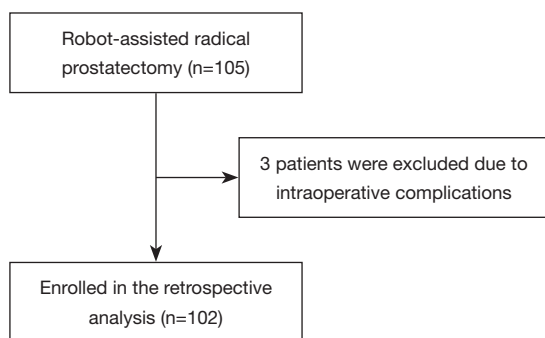 Robot-assisted radical
prostatectomy (n=105)
3 patients were excluded due to
intraoperative complications
Enrolled in the retrospective
analysis (n=102)